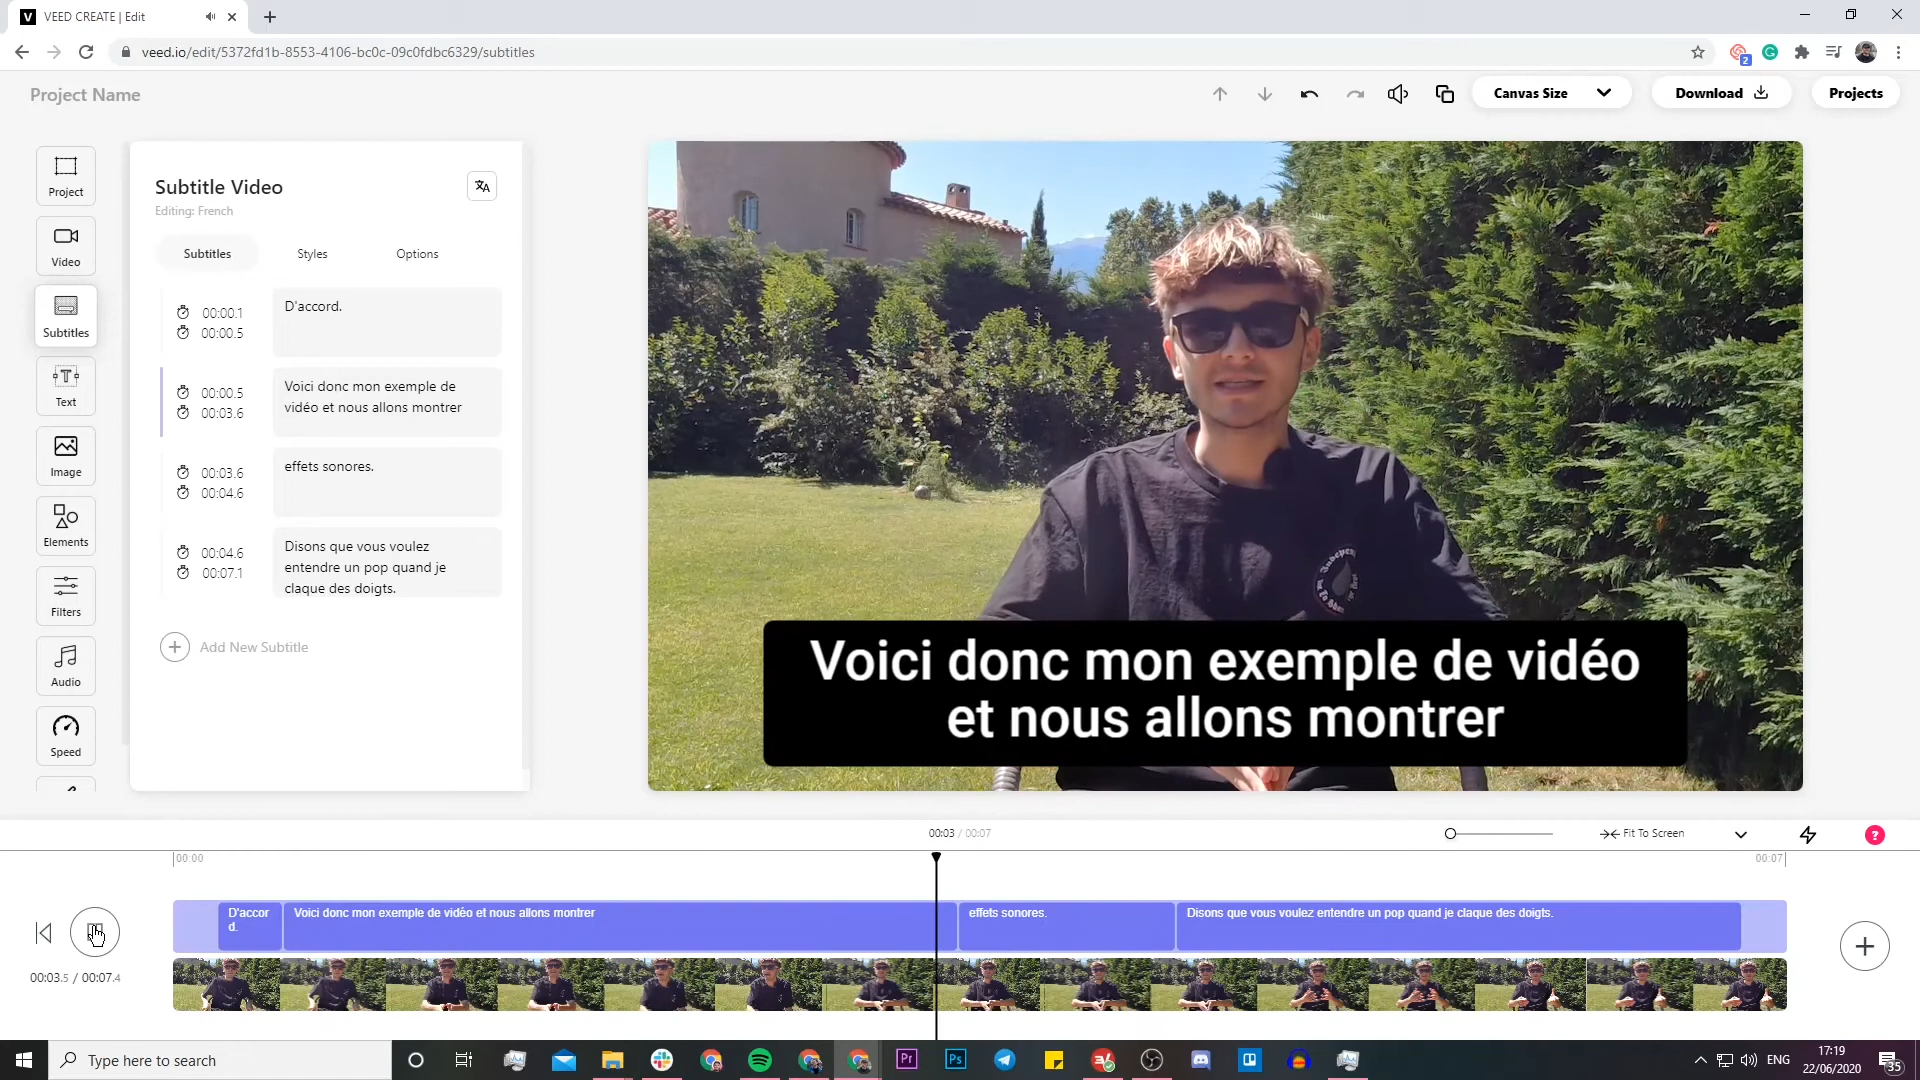 VEED CREATE | Edit
veed.io/edit/5372fd1b-8553-4106-bc0c-09c0fdbc6329/subtitles
2
Project Name
Canvas Size
Download
Projects
Project
Video
Subtitles
Text
Image
Elements
Filters
Audio
Speed
Subtitle Video
Editing: French
Subtitles
Styles
Options
00:00.1
00:00.5
D'accord.
00:00.5
00:03.6
Voici donc mon exemple de
vidéo et nous allons montrer
00:03.6
00:04.6
effets sonores.
00:04.6
00:07.1
Disons que vous voulez
entendre un pop quand je
claque des doigts.
Add New Subtitle
Voici donc mon exemple de vidéo
et nous allons montrer
00:03 / 00:07
Fit To Screen
?
00:00
00:07
D'accor
d.
Voici donc mon exemple de vidéo et nous allons montrer
effets sonores.
Disons que vous voulez entendre un pop quand je claque des doigts.
00:03.5 / 00:07.4
Type here to search
Pr
Ps
ENG
17:19
22/06/2020
35